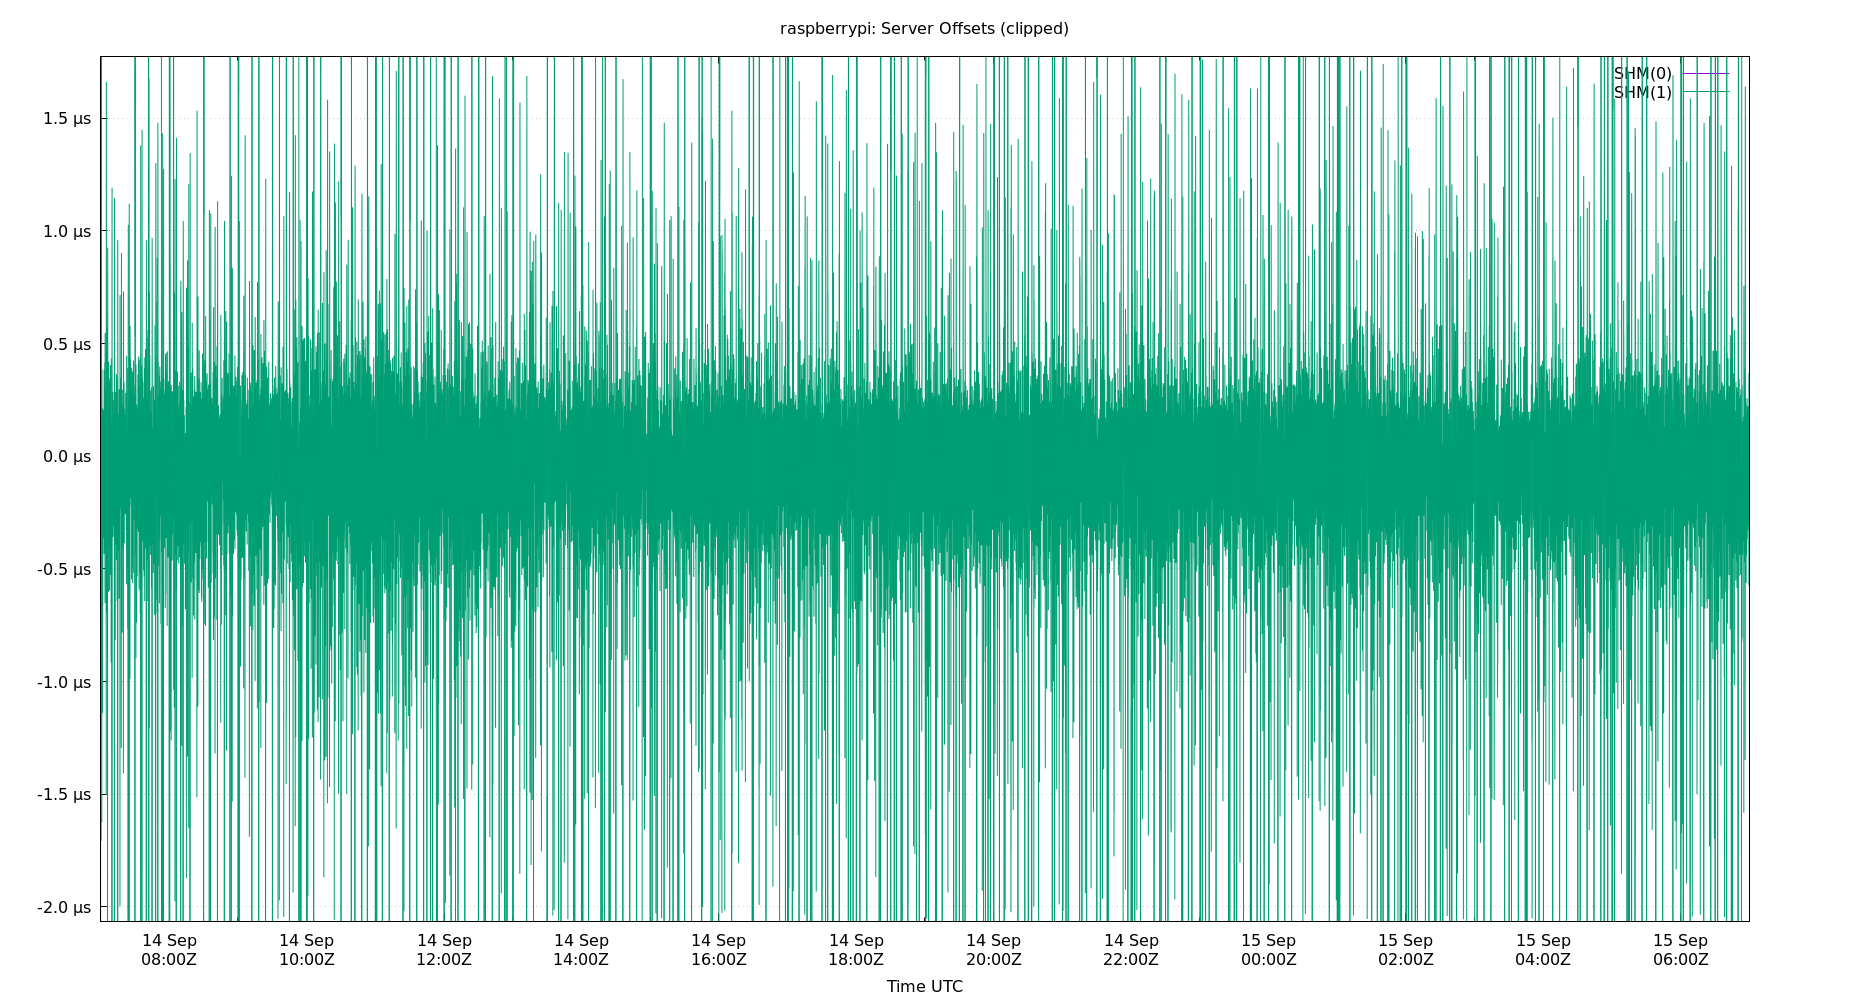 raspberrypi: Server Offsets (clipped)
SHM(0)
SHM(1)
1.5 µs
1.0 µs
0.5 µs
0.0 µs
-0.5 µs
-1.0 µs
-1.5 µs
-2.0 µs
14 Sep 14 Sep 14 Sep 14 Sep 14 Sep 14 Sep 14 Sep 14 Sep 15 Sep 15 Sep 15 Sep 15 Sep
08:00Z 10:00Z 12:00Z 14:00Z 16:00Z 18:00Z 20:00Z 22:00Z 00:00Z 02:00Z 04:00Z 06:00Z
Time UTC